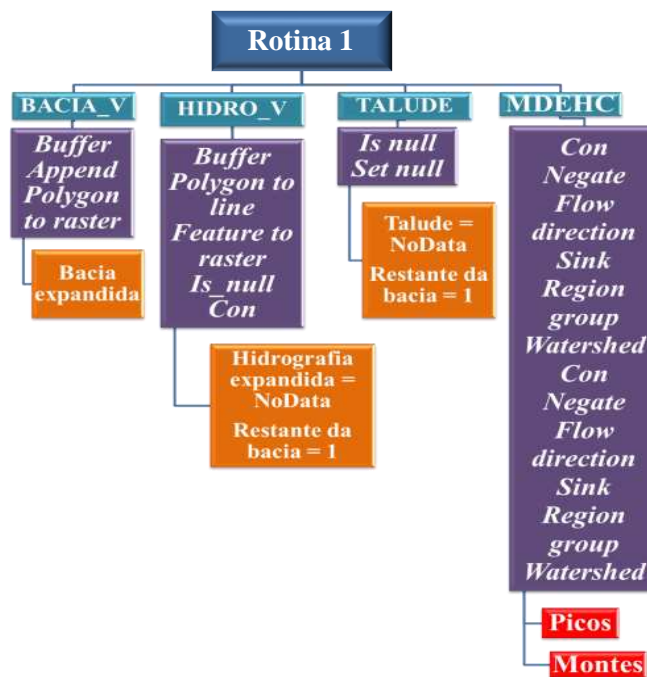 Rotina 1
BACIA_V
Buffer
Append
Polygon
to raster
Bacia
expandida
HIDRO_V
Buffer
Polygon to
line
Feature to
raster
Is_null
Con
Hidrografia
expandida =
NoData
Restante da
bacia = 1
TALUDE
Is null
Set null
Talude =
NoData
Restante da
bacia = 1
MDEHC
Con
Negate
Flow
direction
Sink
Region
group
Watershed
Con
Negate
Flow
direction
Sink
Region
group
Watershed
Picos
Montes